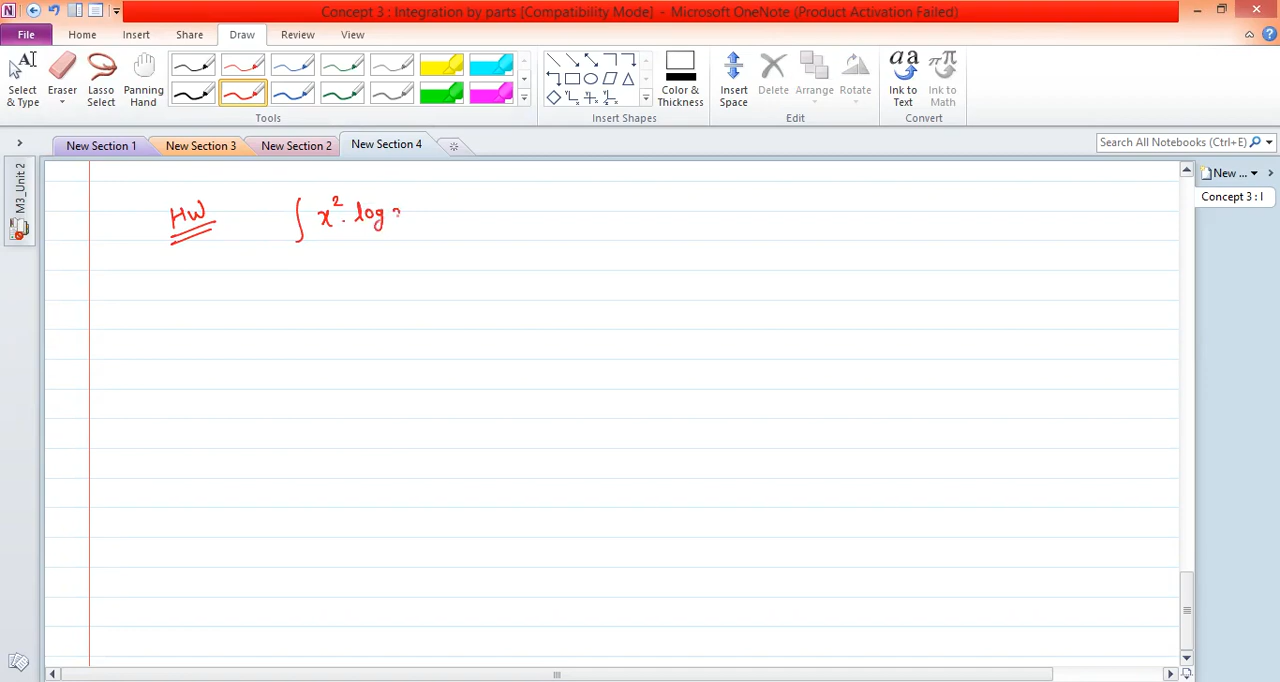 Concept 3 : Integration by parts [Compatibility Mode] - Microsoft OneNote (Product Activation Failed)
File Home Insert Draw Review View
Select & Type Eraser Lasso Select Panning Hand Color & Thickness Insert Space Delete Arrange Rotate Ink to Text Ink to Math
Tools Insert Shapes Edit Convert
New Section 1 New Section 3 New Section 2 New Section 4 Search All Notebooks (Ctrl+E)
M3_Unit 2
New ...
Concept 3 : I
HW ∫ x² . log